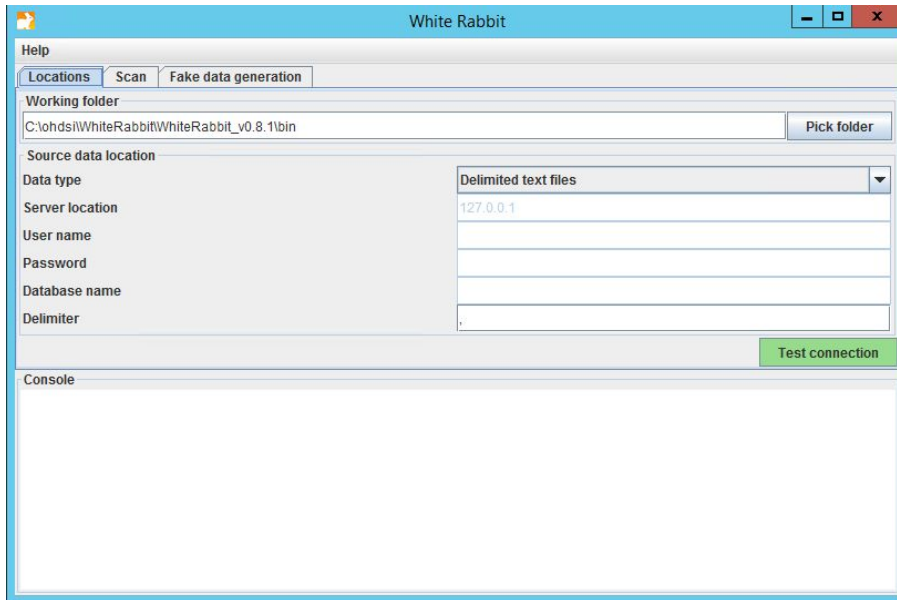 White Rabbit
Help
Locations Scan Fake data generation
Working folder
C:\ohdsi\WhiteRabbit\WhiteRabbit_v0.8.1\bin Pick folder
Source data location
Data type Delimited text files
Server location 127.0.0.1
User name
Password
Database name
Delimiter ,
Test connection
Console